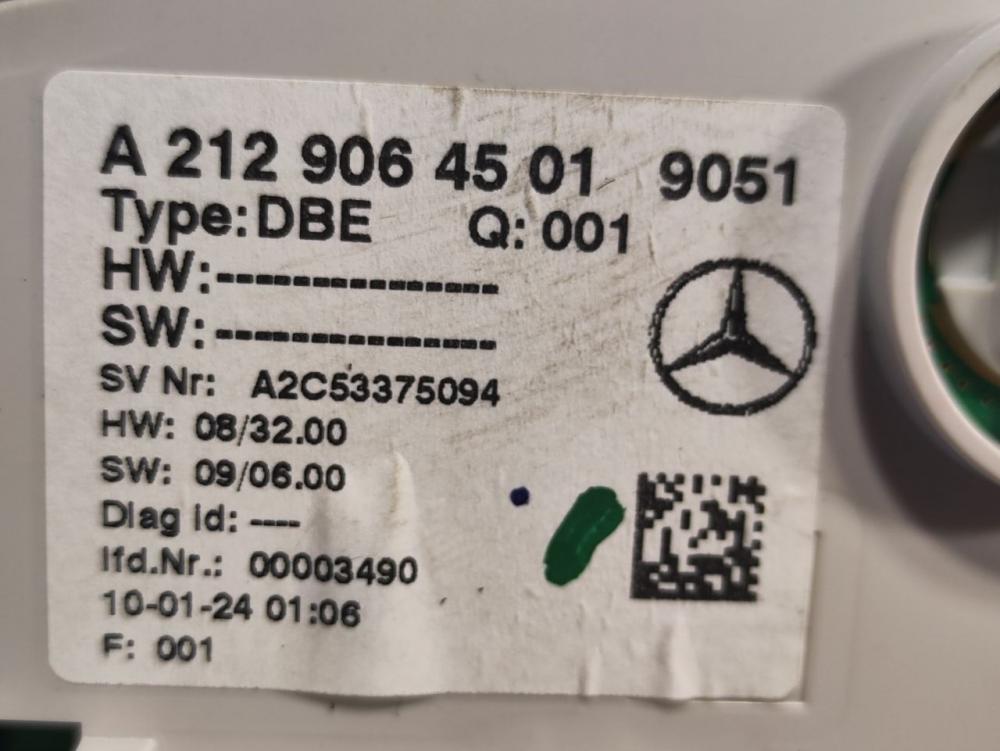 A 212 906 45 01 9051
Type: DBE Q: 001
HW:---------------
SW:---------------
SV Nr: A2C53375094
HW: 08/32.00
SW: 09/06.00
Diag id: ----
lfd.Nr.: 00003490
10-01-24 01:06
F: 001